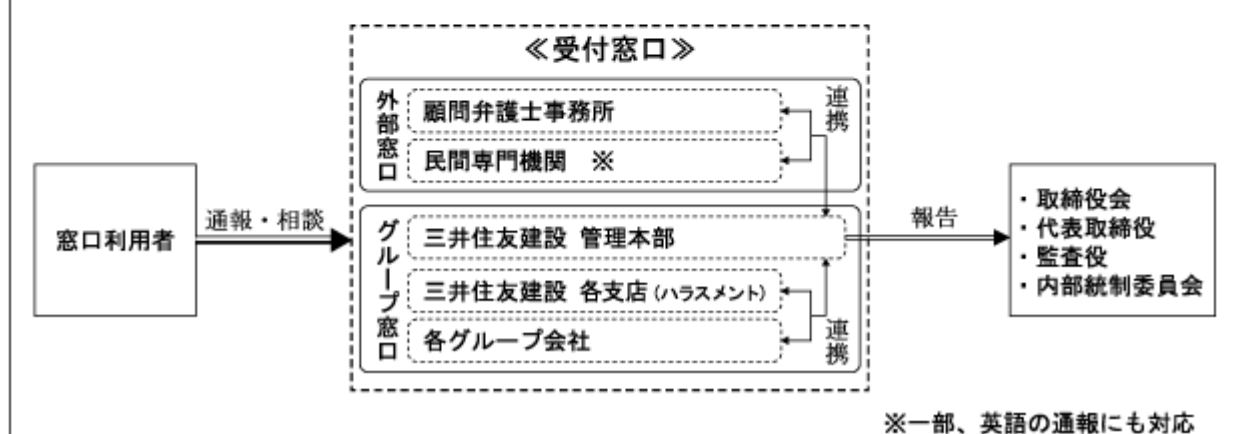 ≪受付窓口≫
外部窓口
顧問弁護士事務所
民間専門機関 ※
連携
窓口利用者
通報・相談
グループ窓口
三井住友建設 管理本部
三井住友建設 各支店(ハラスメント)
各グループ会社
連携
報告
・取締役会
・代表取締役
・監査役
・内部統制委員会
※一部、英語の通報にも対応